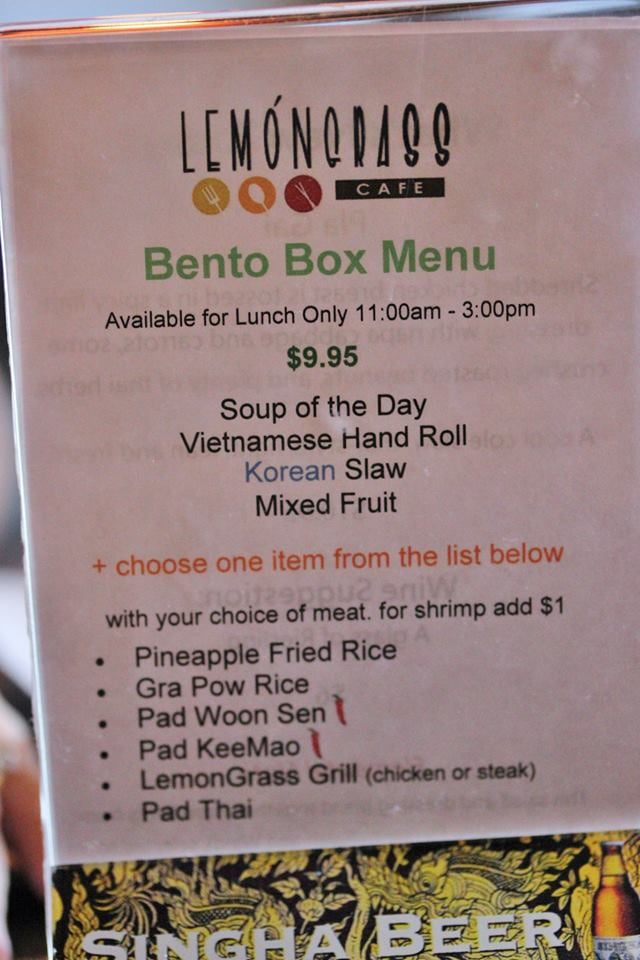 LEMÓNGRASS
CAFE
Bento Box Menu
Available for Lunch Only 11:00am - 3:00pm
$9.95
Soup of the Day
Vietnamese Hand Roll
Korean Slaw
Mixed Fruit
+ choose one item from the list below
with your choice of meat. for shrimp add $1
• Pineapple Fried Rice
• Gra Pow Rice
• Pad Woon Sen
• Pad KeeMao
• LemonGrass Grill (chicken or steak)
• Pad Thai
SINGHA BEER